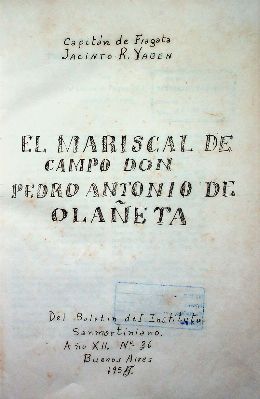 Capitán de Fragata
JACINTO R. YABEN
EL MARISCAL DE
CAMPO DON
PEDRO ANTONIO DE
OLAÑETA
Del Boletín del Instituto
Sanmartiniano.
Año XII. Nº 36
Buenos Aires